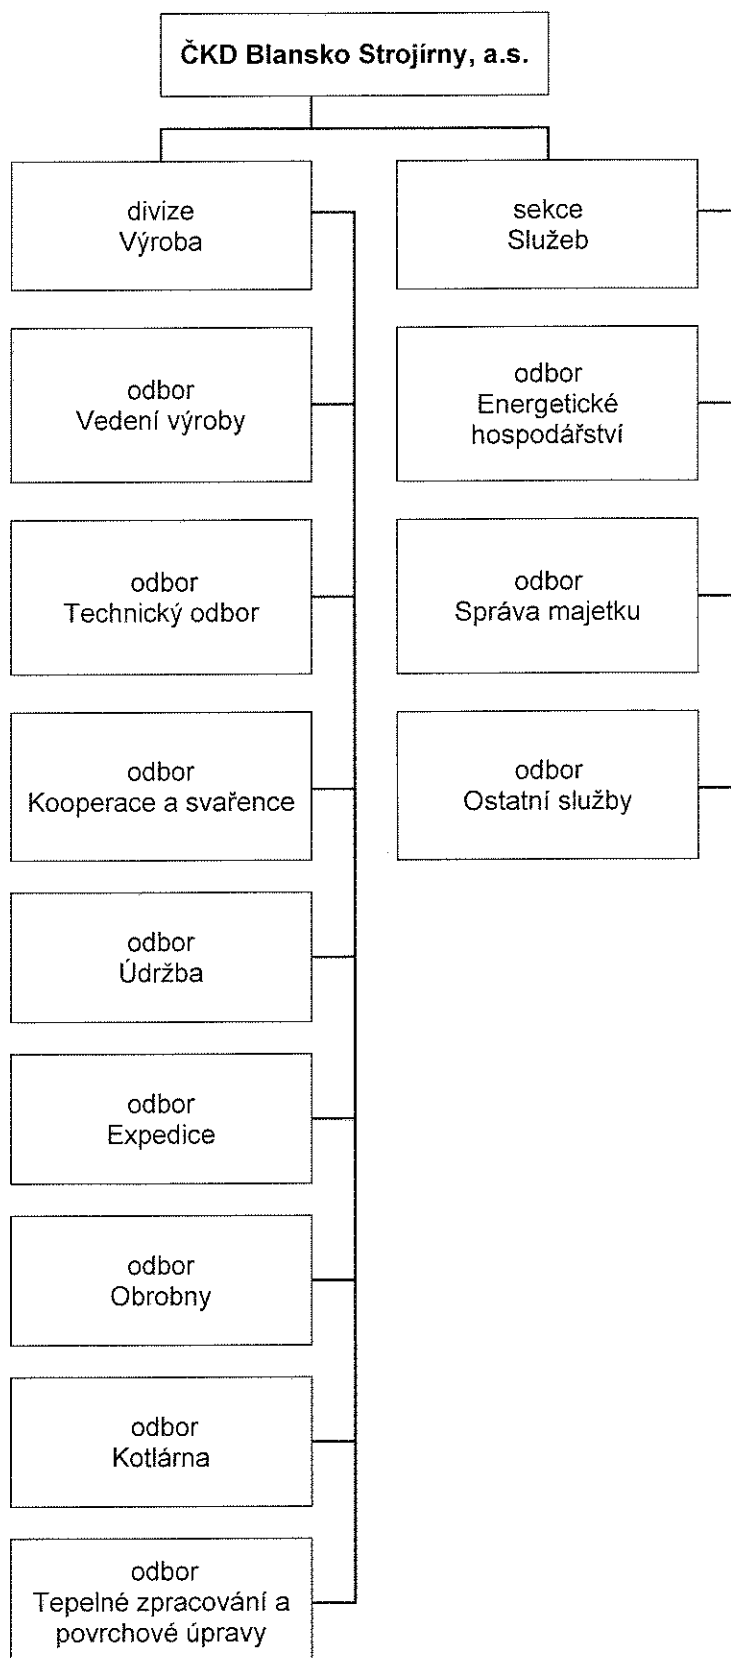 ČKD Blansko Strojírny, a.s.
divize
Výroba
odbor
Vedení výroby
odbor
Technický odbor
odbor
Kooperace a svařence
odbor
Údržba
odbor
Expedice
odbor
Obrobny
odbor
Kotlárna
odbor
Tepelné zpracování a
povrchové úpravy
sekce
Služeb
odbor
Energetické
hospodářství
odbor
Správa majetku
odbor
Ostatní služby